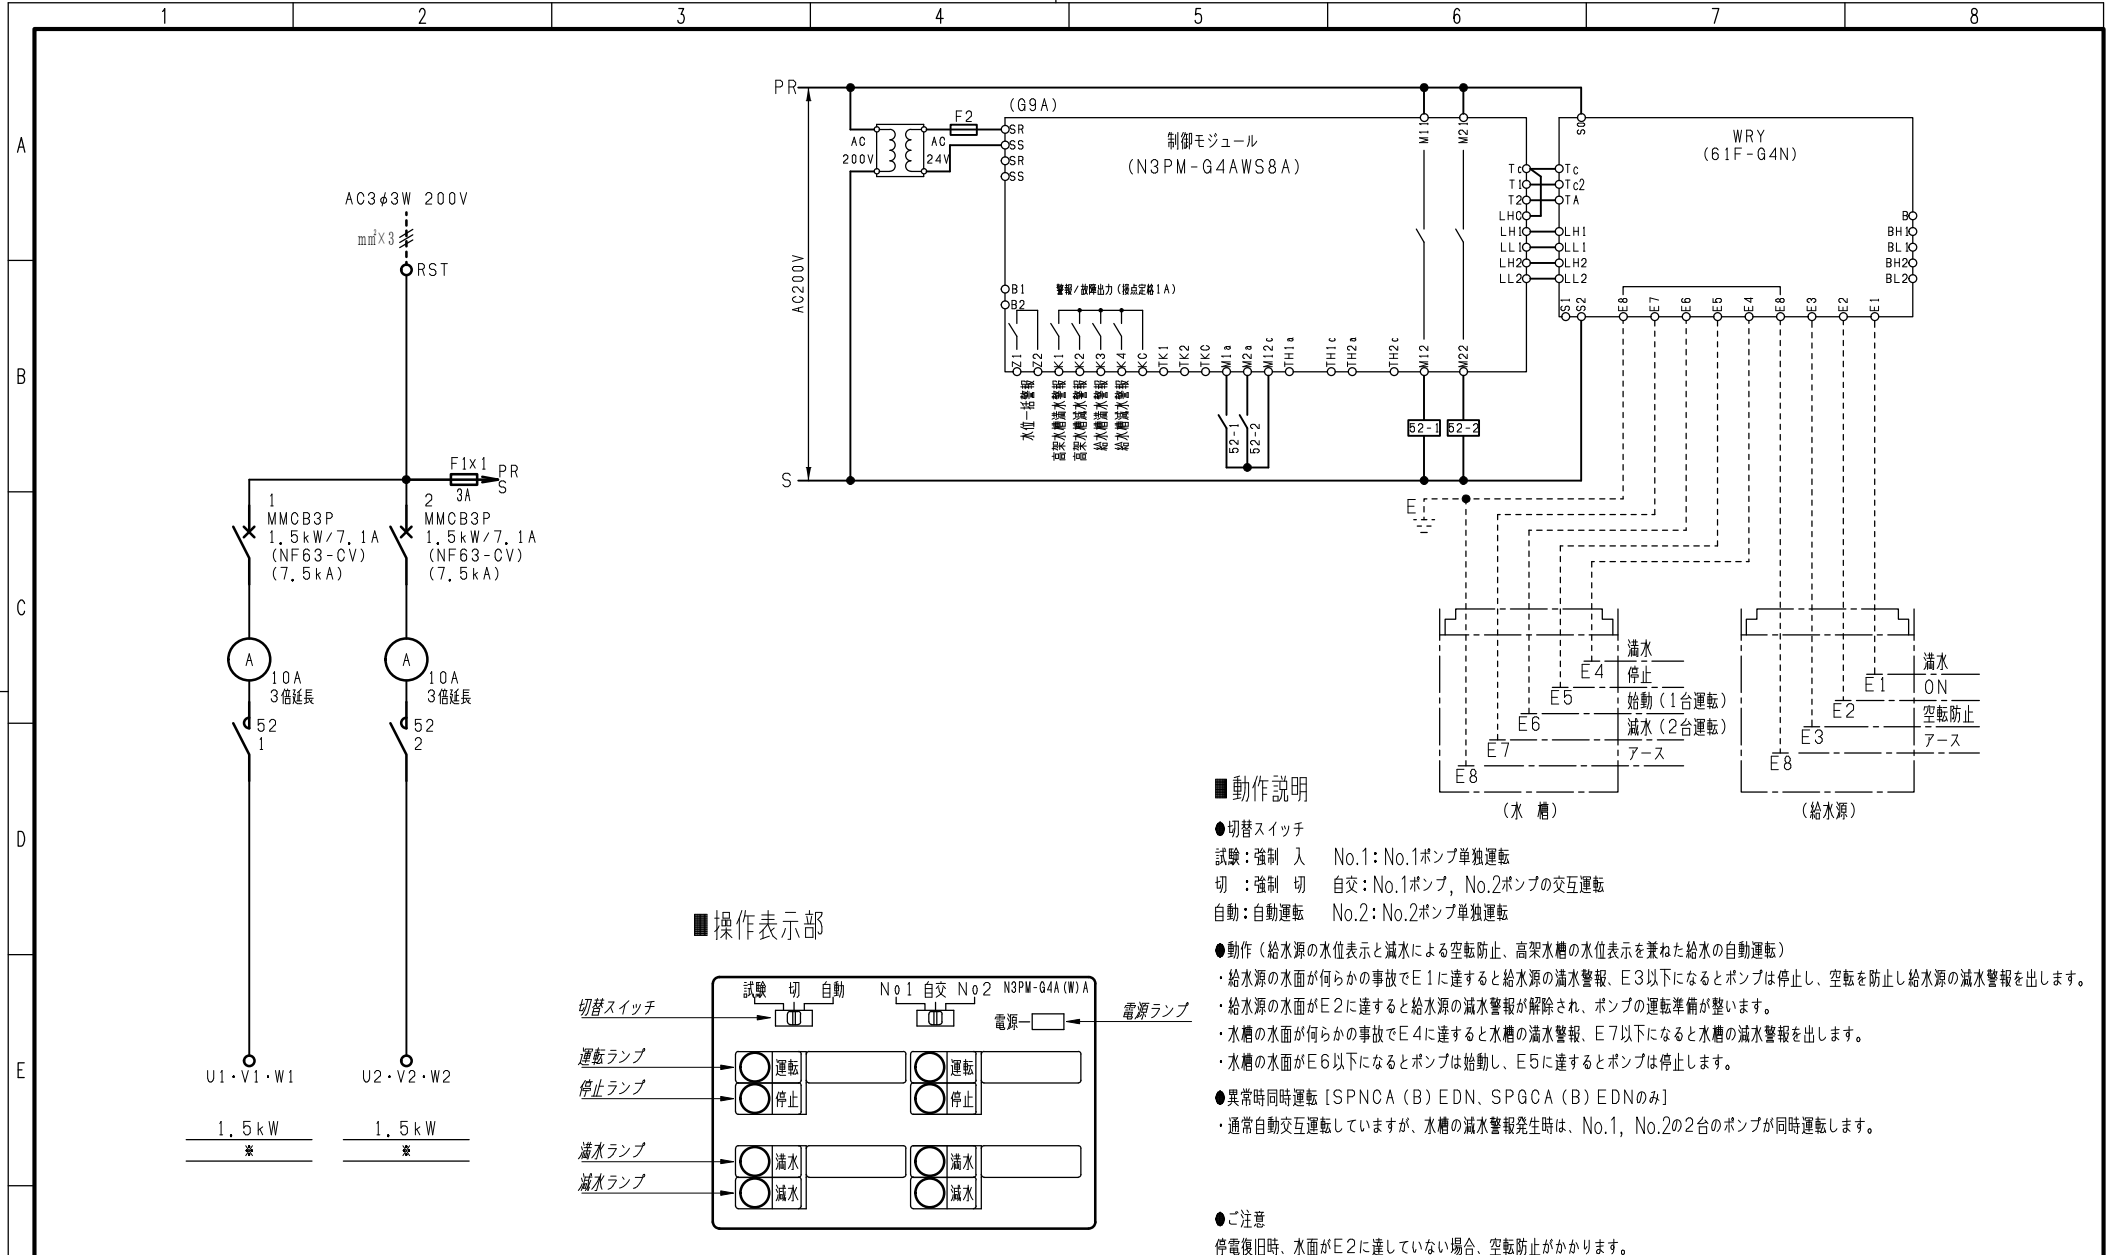 1 2 3 4 5 6 7 8
A
B
C
D
E
AC3φ3W 200V
mm²×3
RST
F1×1
3A
PR
S
1
MMCB3P
1.5kW/7.1A
(NF63-CV)
(7.5kA)
2
MMCB3P
1.5kW/7.1A
(NF63-CV)
(7.5kA)
A
10A
3倍延長
A
10A
3倍延長
52
1
52
2
U1・V1・W1
U2・V2・W2
1.5kW
※
1.5kW
※
PR
AC200V
S
AC
200V
AC
24V
F2
(G9A)
SR
SS
SR
SS
制御モジュール
(N3PM-G4AWS8A)
M11
M21
Tc
T1
T2
LHC
LH1
LL1
LH2
LL2
B1
B2
警報/故障出力(接点定格1A)
Z1
Z2
K1
K2
K3
K4
KC
TK1
TK2
TKC
M1a
M2a
M12c
TH1a
TH1c
TH2a
TH2c
M12
M22
水位一括警報
高架水槽満水警報
高架水槽減水警報
給水槽満水警報
給水槽減水警報
52-1
52-2
52-1
52-2
S0
WRY
(61F-G4N)
Tc
Tc2
TA
LH1
LL1
LH2
LL2
B
BH1
BL1
BH2
BL2
S1
S2
E8
E7
E6
E5
E4
E8
E3
E2
E1
E
満水
E4
停止
E5
始動(1台運転)
E6
減水(2台運転)
E7
アース
E8
(水 槽)
満水
E1
ON
E2
空転防止
E3
アース
E8
(給水源)
■動作説明
●切替スイッチ
試験:強制 入 No.1:No.1ポンプ単独運転
切 :強制 切 自交:No.1ポンプ, No.2ポンプの交互運転
自動:自動運転 No.2:No.2ポンプ単独運転
●動作(給水源の水位表示と減水による空転防止、高架水槽の水位表示を兼ねた給水の自動運転)
・給水源の水面が何らかの事故でE1に達すると給水源の満水警報、E3以下になるとポンプは停止し、空転を防止し給水源の減水警報を出します。
・給水源の水面がE2に達すると給水源の減水警報が解除され、ポンプの運転準備が整います。
・水槽の水面が何らかの事故でE4に達すると水槽の満水警報、E7以下になると水槽の減水警報を出します。
・水槽の水面がE6以下になるとポンプは始動し、E5に達するとポンプは停止します。
●異常時同時運転[SPNCA(B)EDN、SPGCA(B)EDNのみ]
・通常自動交互運転していますが、水槽の減水警報発生時は、No.1, No.2の2台のポンプが同時運転します。
●ご注意
停電復旧時、水面がE2に達していない場合、空転防止がかかります。
■操作表示部
試験 切 自動 No1 自交 No2 N3PM-G4A(W)A
切替スイッチ
電源
電源ランプ
運転ランプ
運転
運転
停止ランプ
停止
停止
満水ランプ
満水
満水
減水ランプ
減水
減水